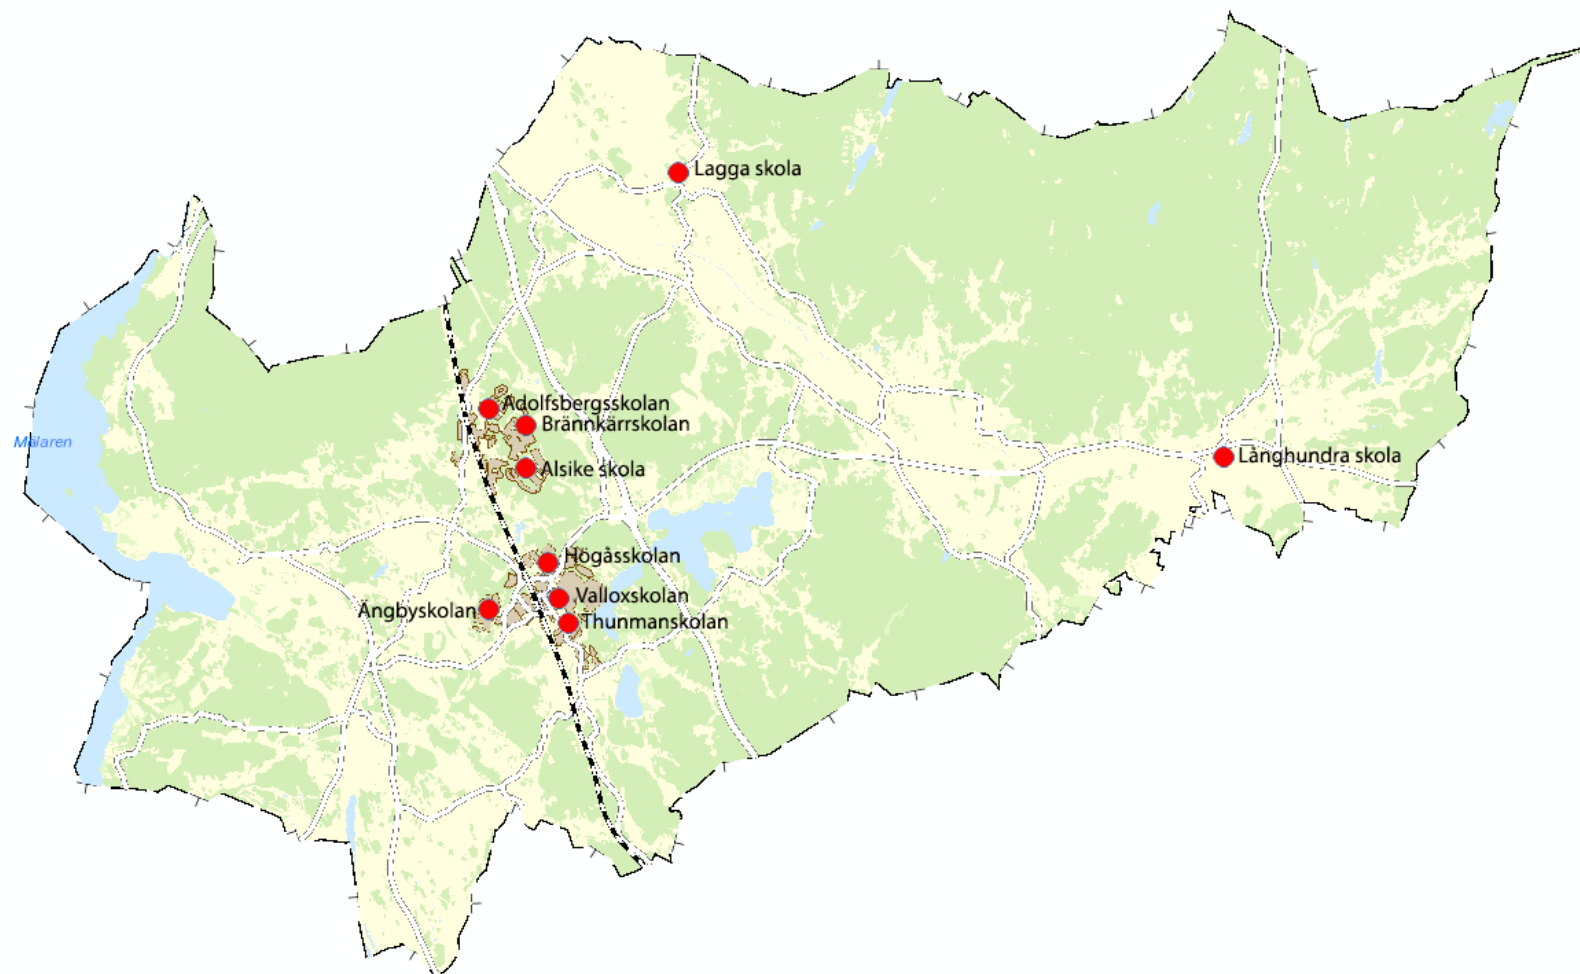 Lagga skola
Adolfsbergsskolan
Brännkärrskolan
Mälaren
Långhundra skola
Alsike skola
Högåsskolan
Valloxskolan
Ängbyskolan
Thunmanskolan